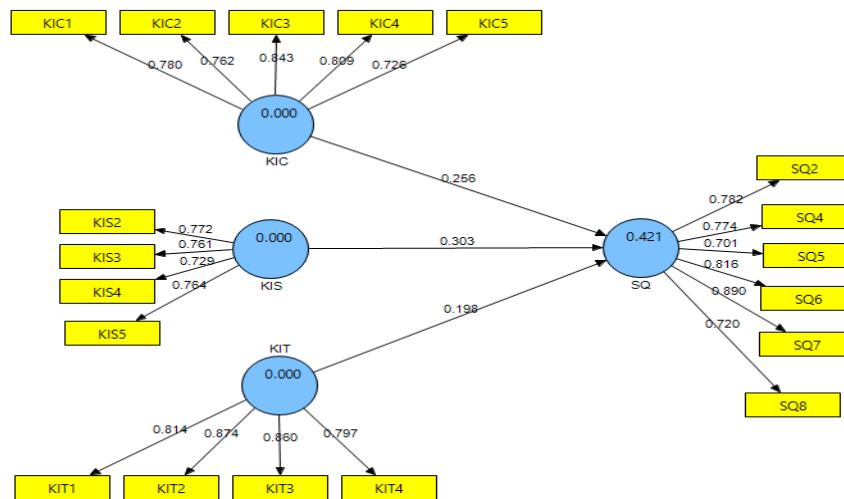 KIC1 KIC2 KIC3 KIC4 KIC5
0.780 0.762 0.843 0.809 0.726
0.000
KIC
0.256
KIS2
KIS3
KIS4
KIS5
0.772
0.761
0.729
0.764
0.000
KIS
0.303
KIT
0.000
0.198
0.814 0.874 0.860 0.797
KIT1 KIT2 KIT3 KIT4
0.421
SQ
0.782
0.774
0.701
0.816
0.890
0.720
SQ2
SQ4
SQ5
SQ6
SQ7
SQ8